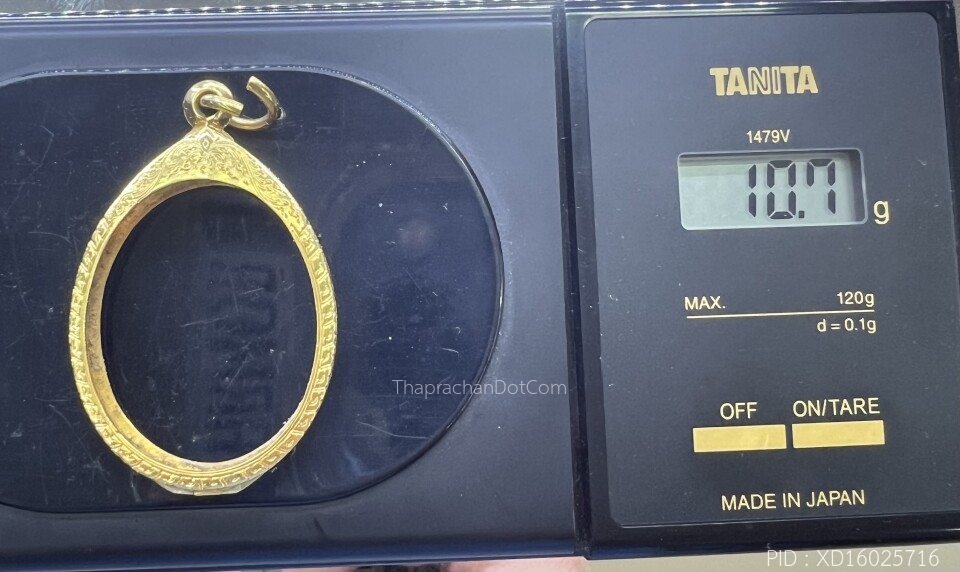 TANITA
1479V
10.7 g
MAX. 120g
d = 0.1g
OFF ON/TARE
MADE IN JAPAN
ThaprachanDotCom
PID : XD16025716